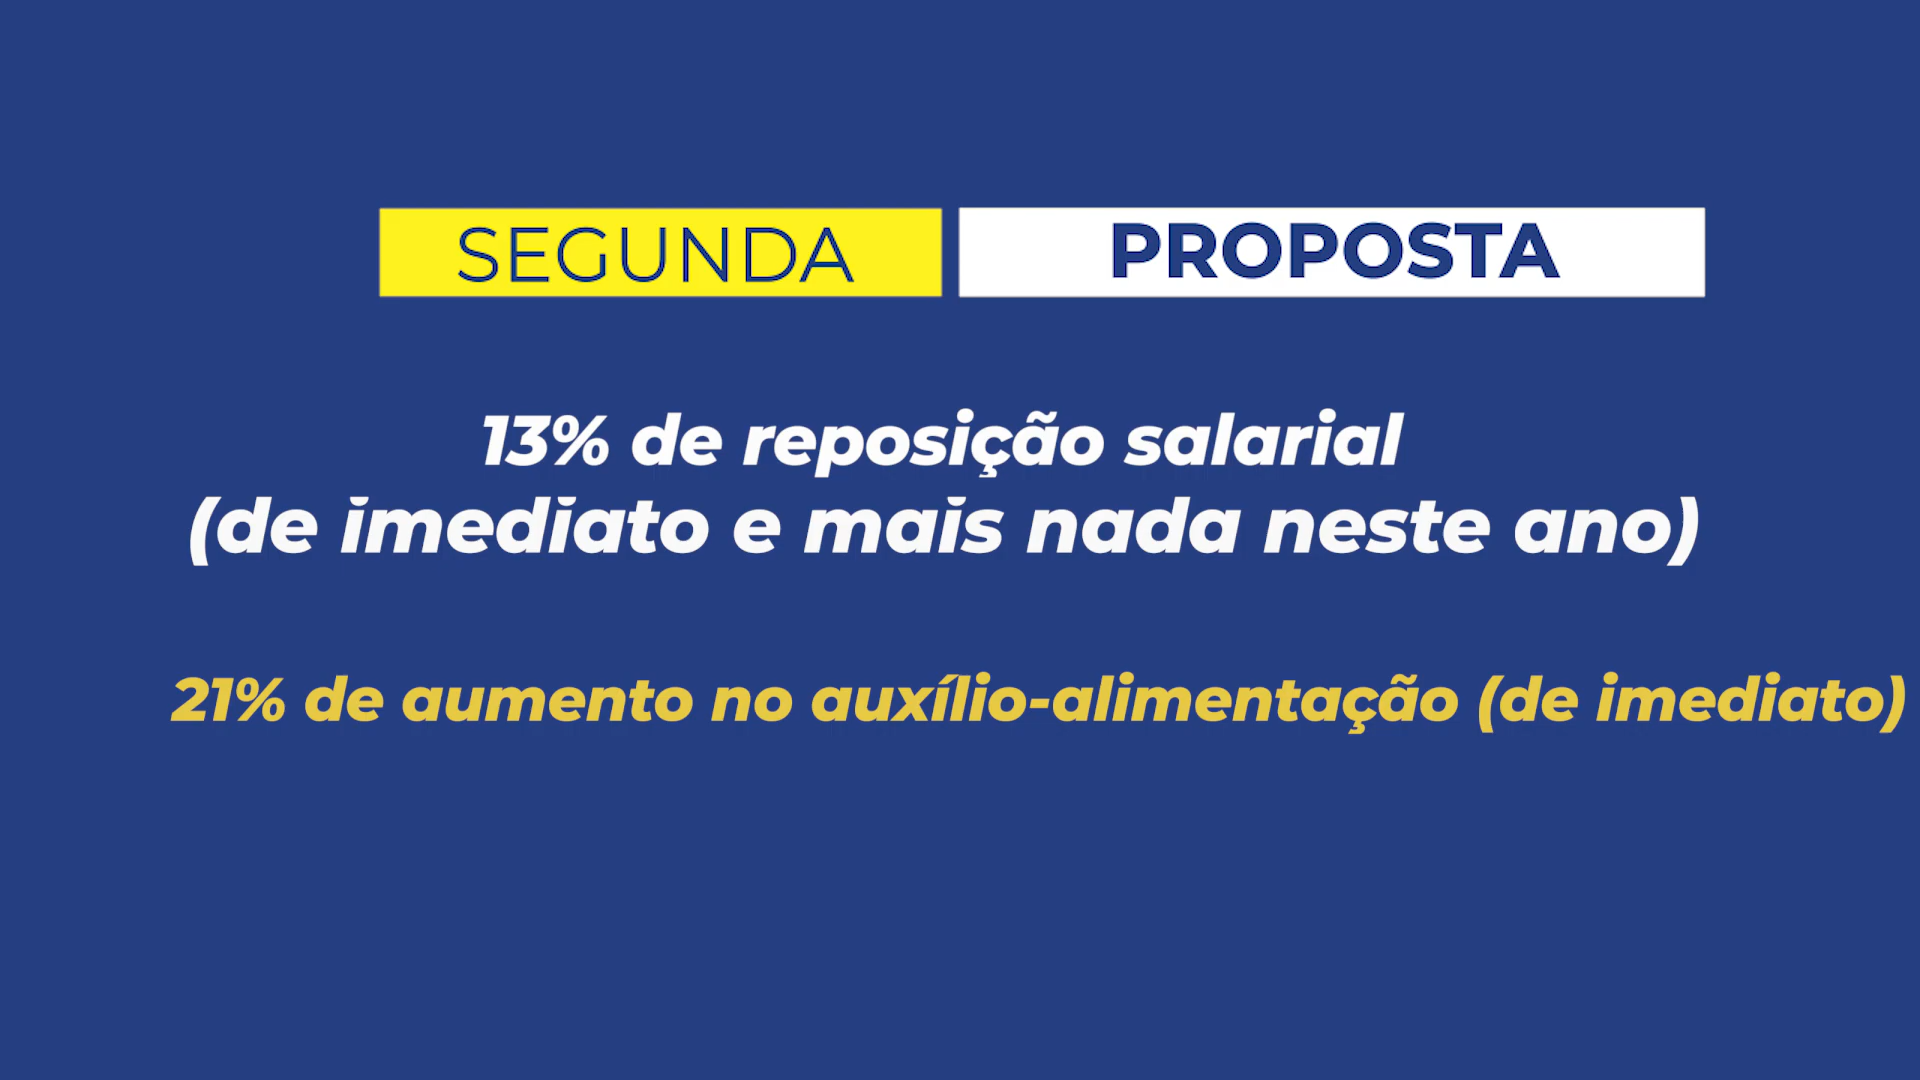 SEGUNDA PROPOSTA
13% de reposição salarial
(de imediato e mais nada neste ano)
21% de aumento no auxílio-alimentação (de imediato)